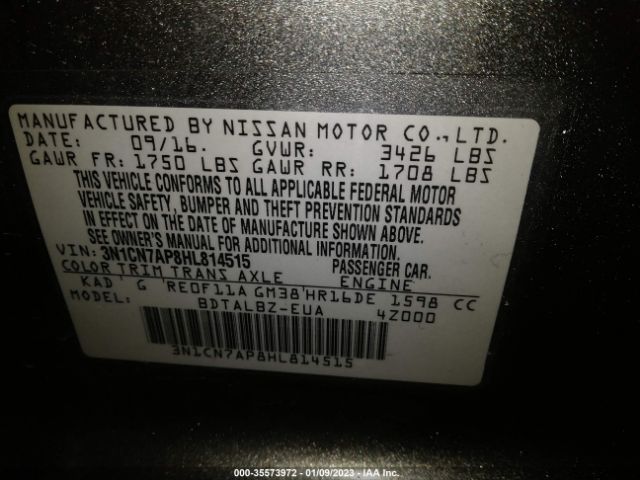 MANUFACTURED BY NISSAN MOTOR CO., LTD.
DATE: 09/16. GVWR: 3426 LBS
GAWR FR: 1750 LBS GAWR RR: 1708 LBS
THIS VEHICLE CONFORMS TO ALL APPLICABLE FEDERAL MOTOR
VEHICLE SAFETY, BUMPER AND THEFT PREVENTION STANDARDS
IN EFFECT ON THE DATE OF MANUFACTURE SHOWN ABOVE.
SEE OWNER'S MANUAL FOR ADDITIONAL INFORMATION.
VIN: 3N1CN7AP8HL814515 PASSENGER CAR.
COLOR TRIM TRANS AXLE ENGINE
KAD G RE0F11A GM38 HR16DE 1598 CC
MODEL: BDTALBZ-EUA 4Z000
3N1CN7AP8HL814515
000-35573972 - 01/09/2023 - IAA Inc.